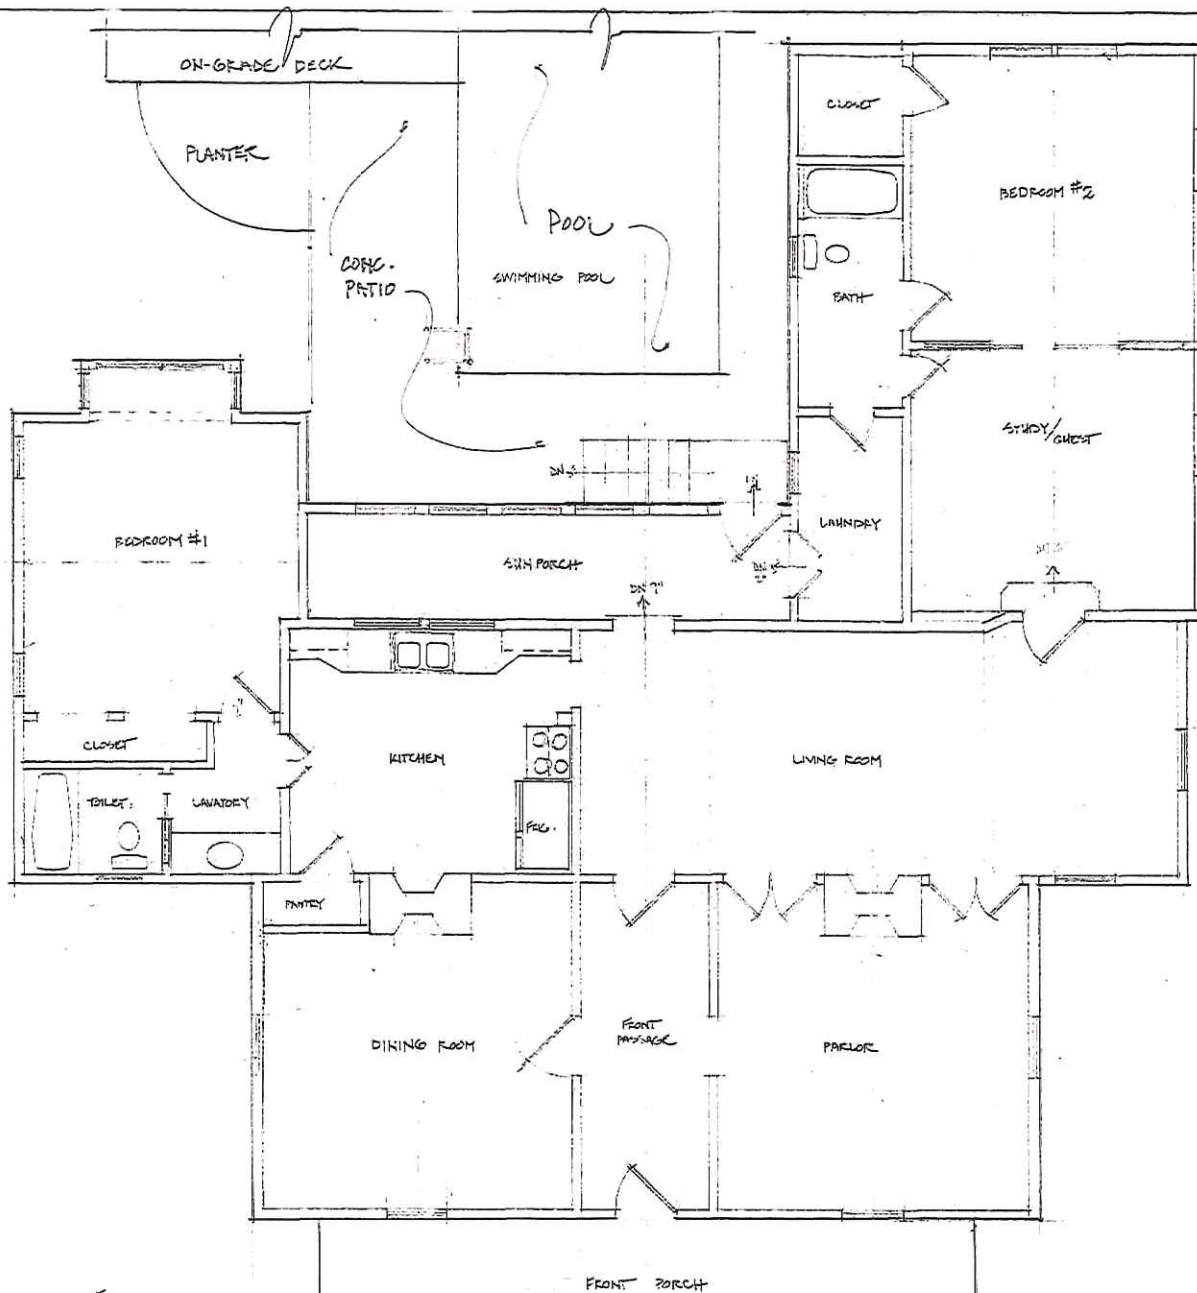 ON-GRADE DECK
PLANTER
CONC.
PATIO
POOL
SWIMMING POOL
CLOSET
BEDROOM #2
BATH
STUDY/
GUEST
DN
LAUNDRY
BEDROOM #1
SUN PORCH
DN 7"
DN
CLOSET
TOILET
LAVATORY
KITCHEN
LIVING ROOM
PANTRY
DINING ROOM
FRONT
PASSAGE
PARLOR
FRONT PORCH